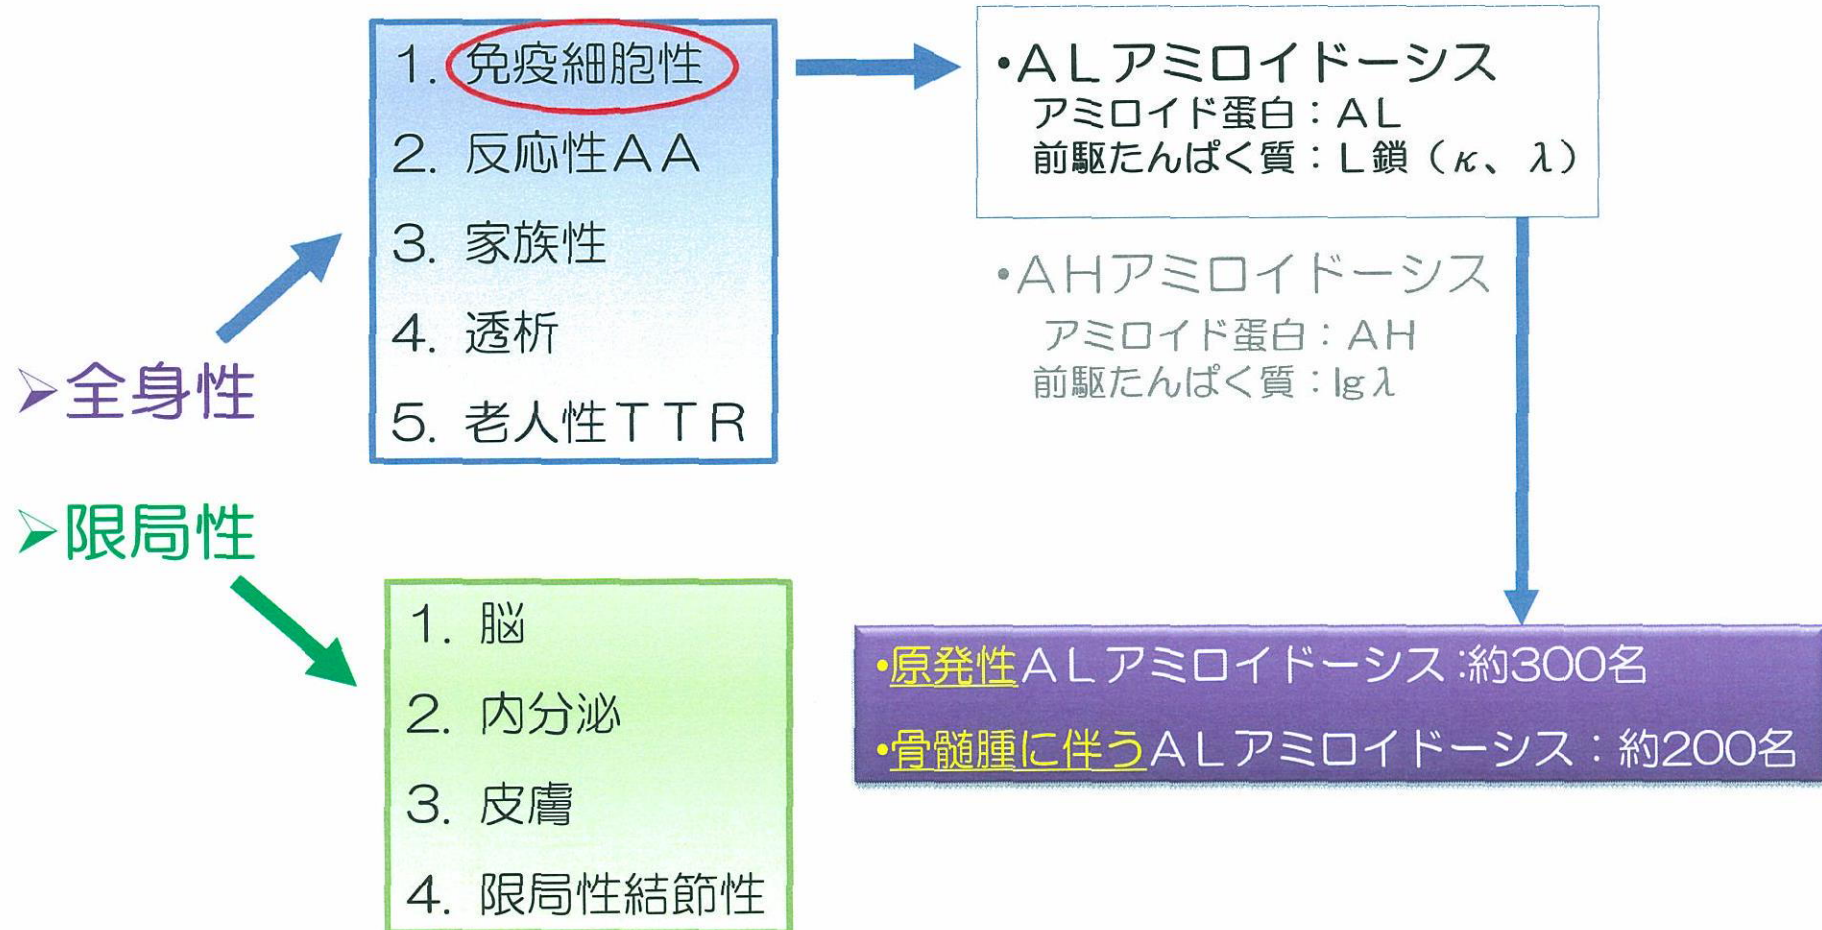 ➢全身性
1. 免疫細胞性
2. 反応性ＡＡ
3. 家族性
4. 透析
5. 老人性ＴＴＲ
•ＡＬアミロイドーシス
アミロイド蛋白：ＡＬ
前駆たんぱく質：Ｌ鎖（κ、λ）
•ＡＨアミロイドーシス
アミロイド蛋白：ＡＨ
前駆たんぱく質：Igλ
➢限局性
1. 脳
2. 内分泌
3. 皮膚
4. 限局性結節性
•原発性ＡＬアミロイドーシス：約300名
•骨髄腫に伴うＡＬアミロイドーシス：約200名